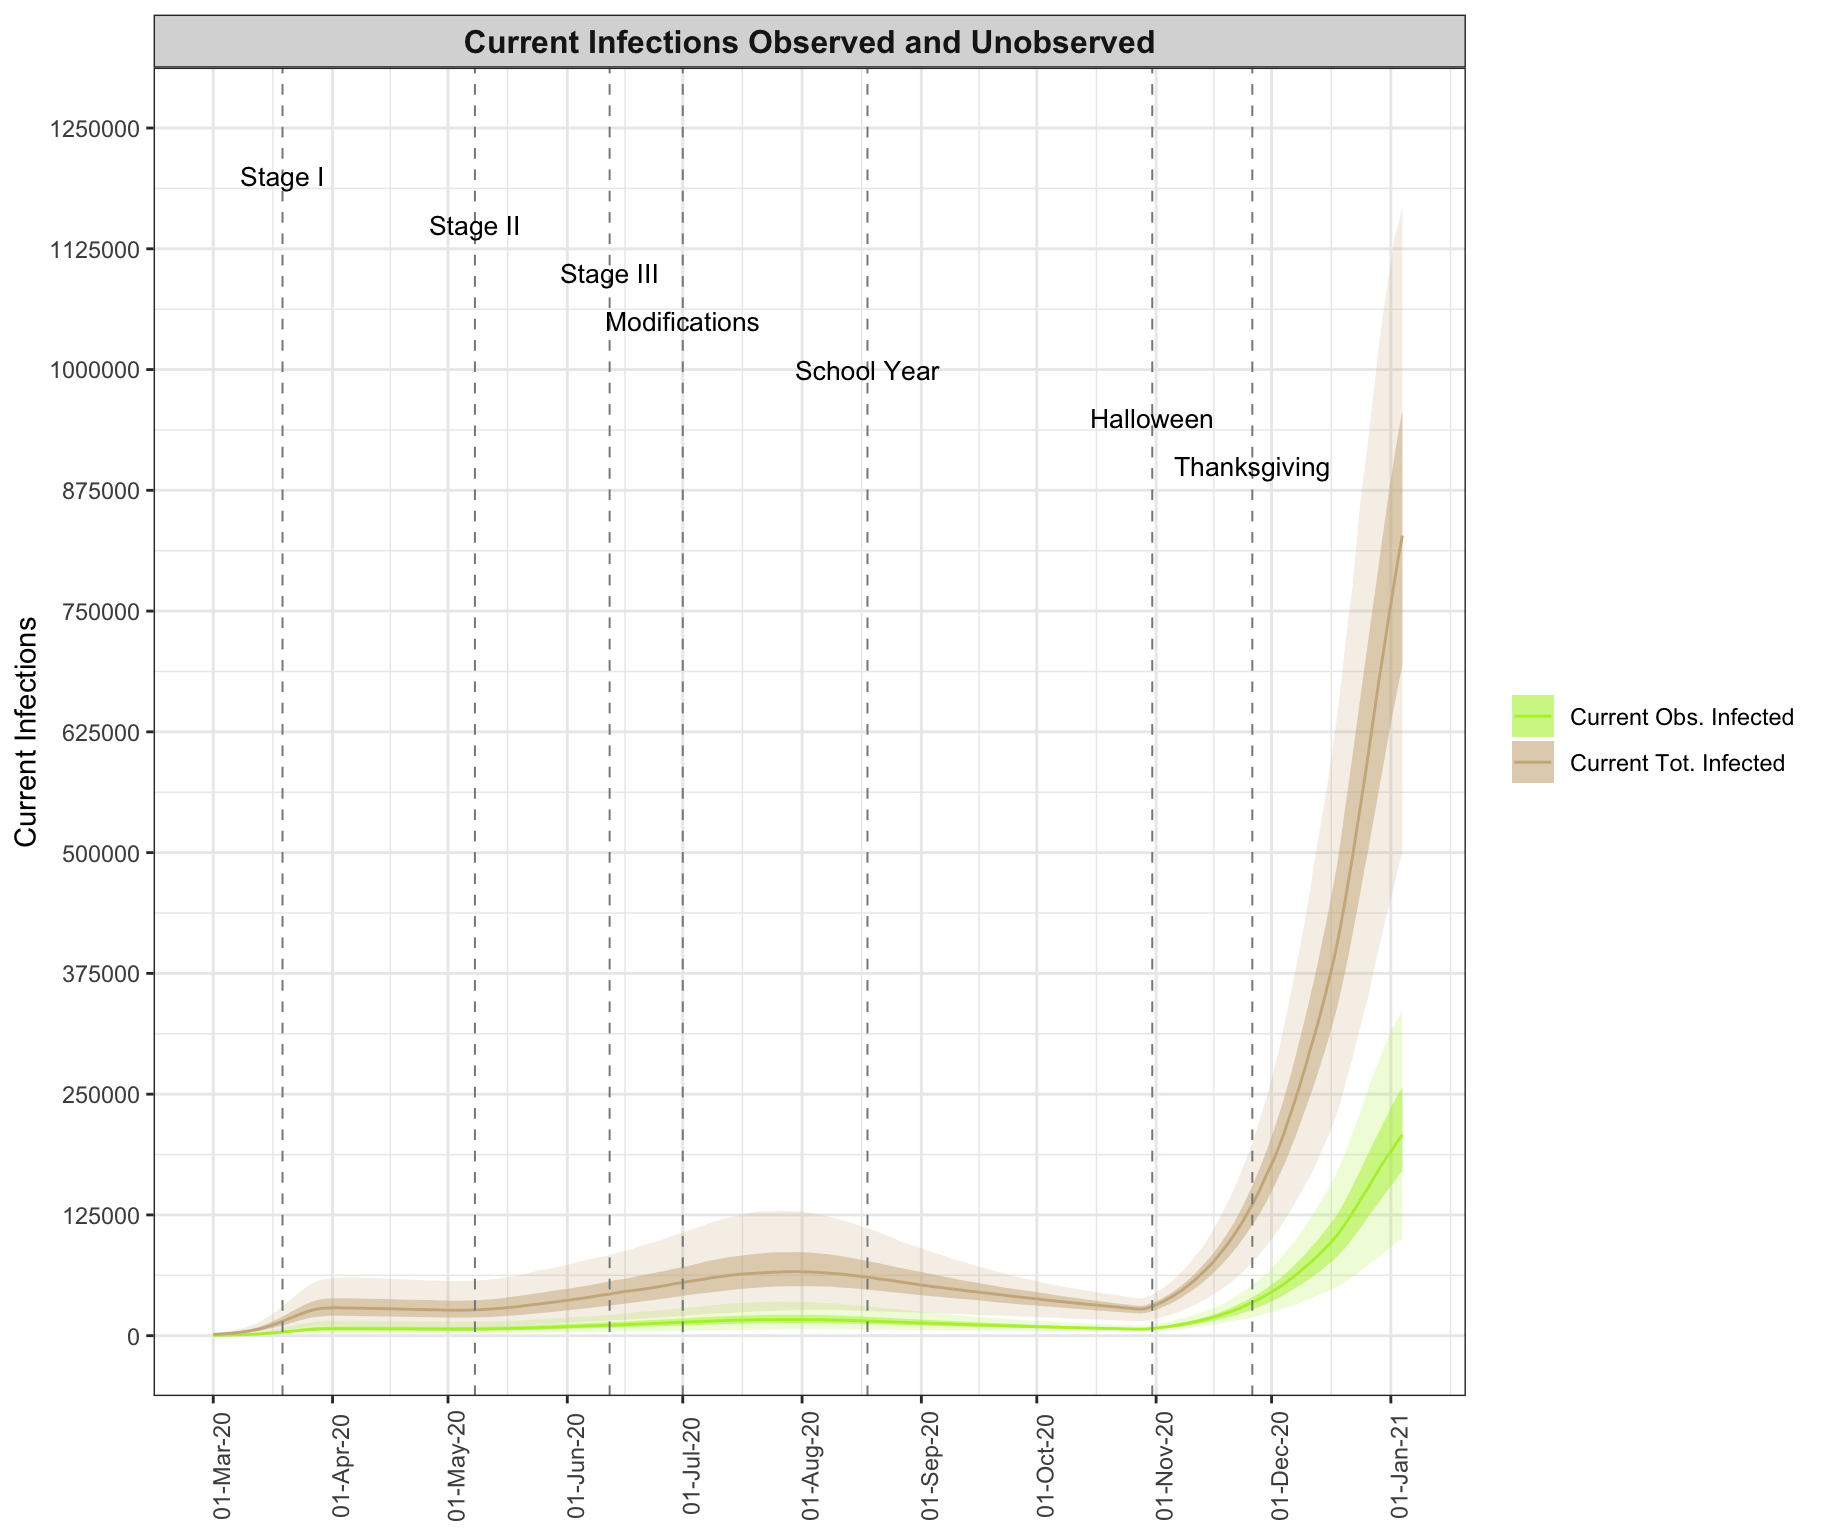 Current Infections Observed and Unobserved
1250000
Stage I
Stage II
1125000
Stage III
Modifications
1000000
School Year
Halloween
Thanksgiving
875000
750000
625000
500000
375000
250000
125000
0
Current Infections
Current Obs. Infected
Current Tot. Infected
01-Mar-20
01-Apr-20
01-May-20
01-Jun-20
01-Jul-20
01-Aug-20
01-Sep-20
01-Oct-20
01-Nov-20
01-Dec-20
01-Jan-21